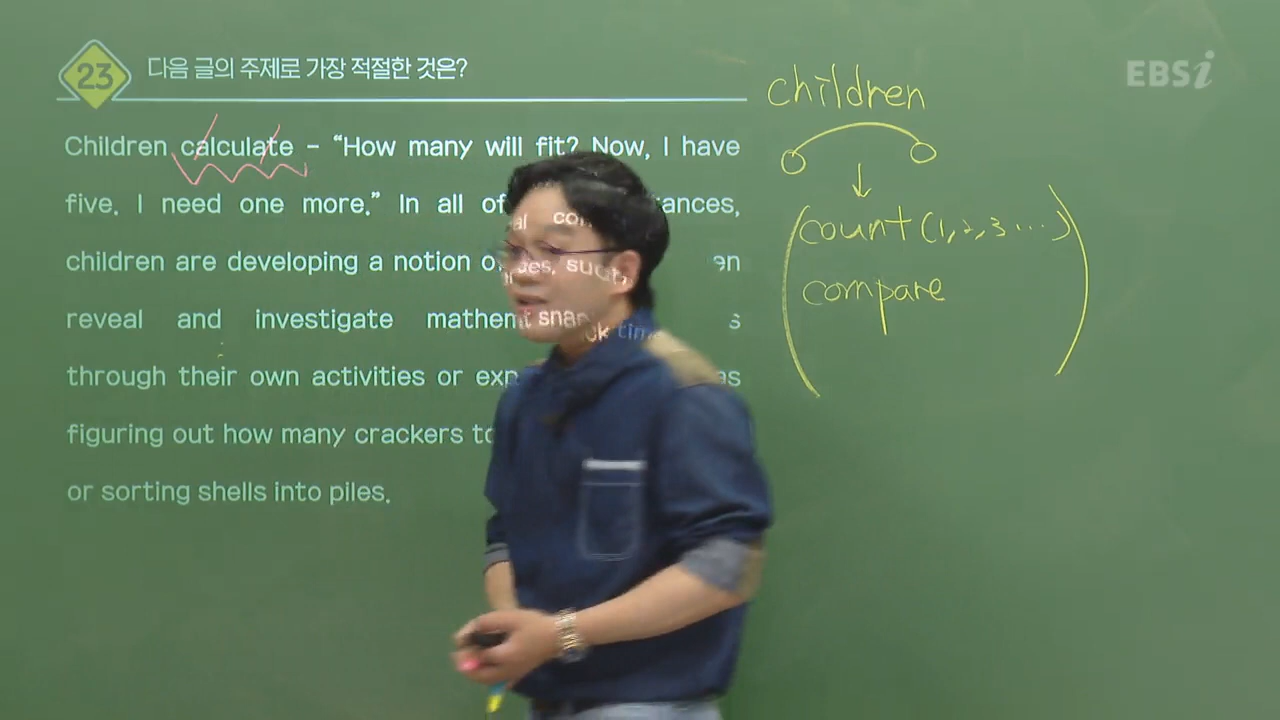 23 다음 글의 주제로 가장 적절한 것은?
EBSi
Children calculate – “How many will fit? Now, I have
five. I need one more.” In all of
children are developing a notion
reveal and investigate
through their own activities or
figuring out how many crackers to
or sorting shells into piles.
children
count (1, 2, 3 ...)
compare